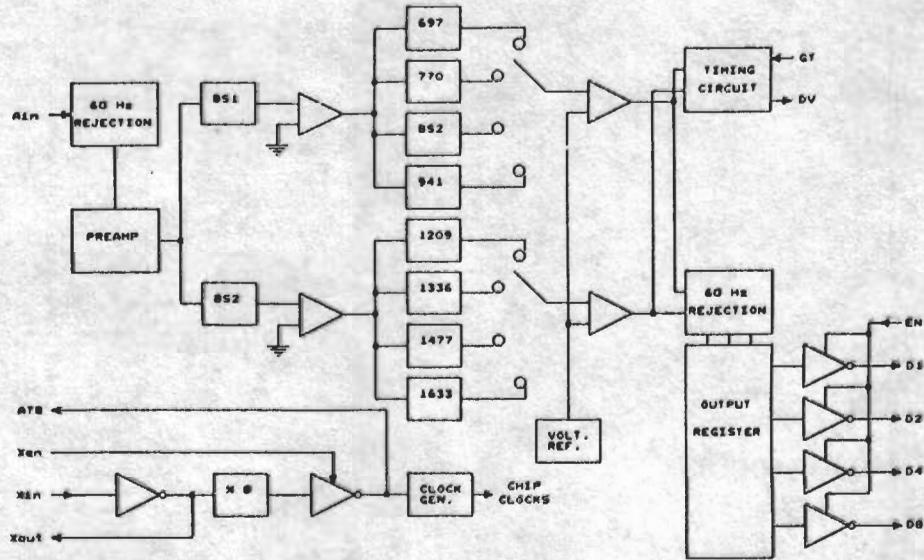 697
770
852
941
TIMING
CIRCUIT
GT
DV
Ain
60 Hz
REJECTION
BS1
PREAMP
BS2
1209
1336
1477
1633
60 Hz
REJECTION
EN
D1
D2
D4
D8
OUTPUT
REGISTER
VOLT.
REF.
ATB
Xen
Xin
Xout
% 8
CLOCK
GEN.
CHIP
CLOCKS